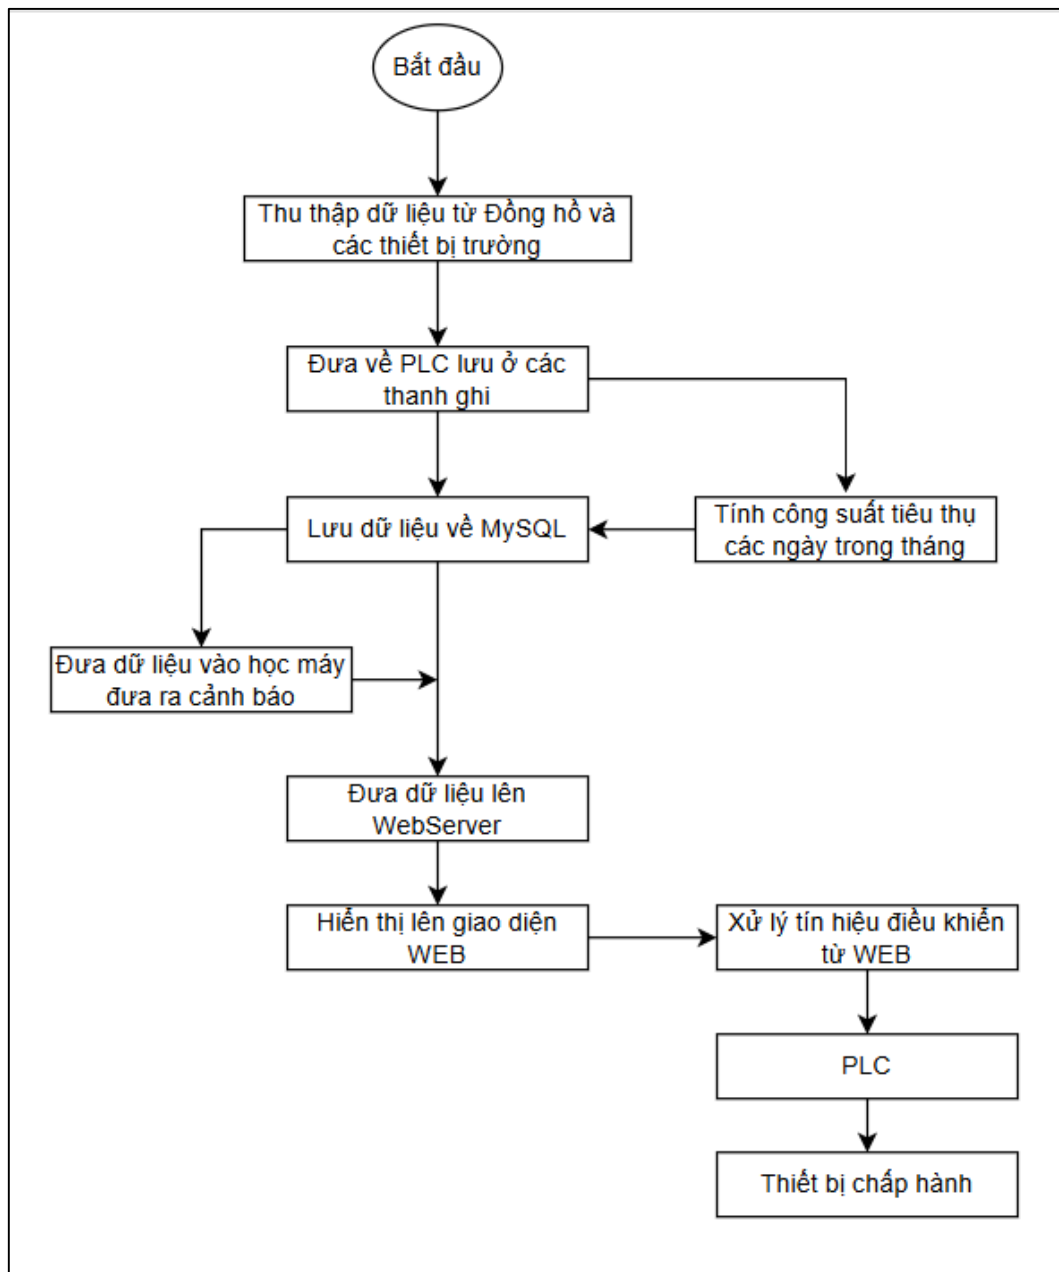 Bắt đầu
Thu thập dữ liệu từ Đồng hồ và
các thiết bị trường
Đưa về PLC lưu ở các
thanh ghi
Lưu dữ liệu về MySQL
Tính công suất tiêu thụ
các ngày trong tháng
Đưa dữ liệu vào học máy
đưa ra cảnh báo
Đưa dữ liệu lên
WebServer
Hiển thị lên giao diện
WEB
Xử lý tín hiệu điều khiển
từ WEB
PLC
Thiết bị chấp hành